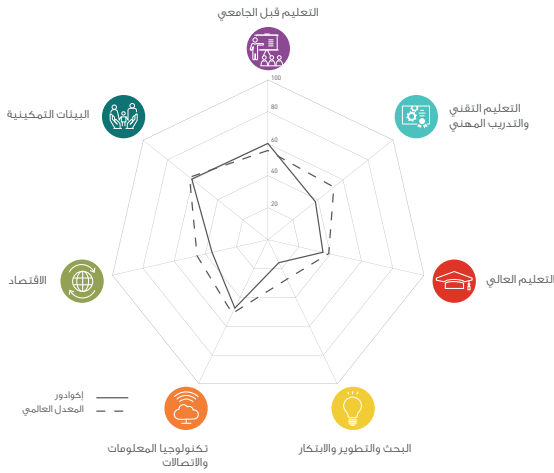 التعليم قبل الجامعي
100
80
60
40
20
التعليم التقني
والتدريب المهني
البيئات التمكينية
التعليم العالي
الاقتصاد
إكوادور
المعدل العالمي
البحث والتطوير والابتكار
تكنولوجيا المعلومات
والاتصالات